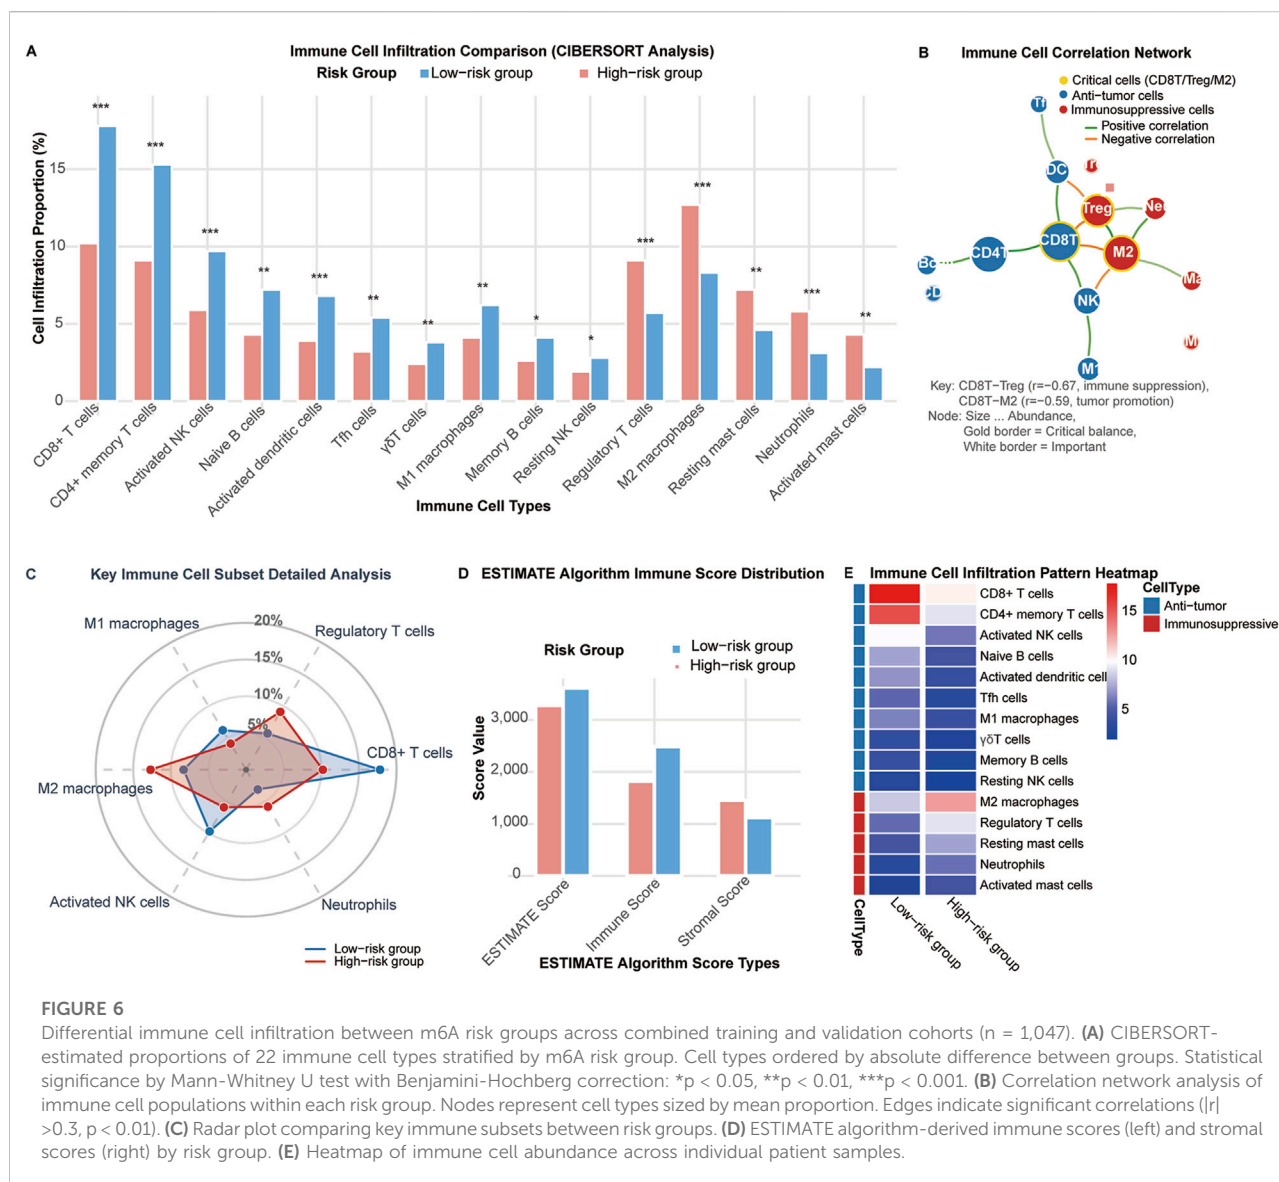 A
Immune Cell Infiltration Comparison (CIBERSORT Analysis)
Risk Group Low−risk group High−risk group
Cell Infiltration Proportion (%)
15
10
5
0
***
***
***
**
***
**
**
**
*
*
***
***
**
***
**
CD8+ T cells
CD4+ memory T cells
Activated NK cells
Naive B cells
Activated dendritic cells
Tfh cells
γδT cells
M1 macrophages
Memory B cells
Resting NK cells
Regulatory T cells
M2 macrophages
Resting mast cells
Neutrophils
Activated mast cells
Immune Cell Types
B
Immune Cell Correlation Network
Critical cells (CD8T/Treg/M2)
Anti−tumor cells
Immunosuppressive cells
Positive correlation
Negative correlation
Tf
DC
Tr
Treg
Neu
CD8T
M2
CD4T
Bc
CD
NK
Ma
M
M1
Key: CD8T−Treg (r=−0.67, immune suppression),
CD8T−M2 (r=−0.59, tumor promotion)
Node: Size ... Abundance,
Gold border = Critical balance,
White border = Important
C
Key Immune Cell Subset Detailed Analysis
20%
15%
10%
5%
M1 macrophages
Regulatory T cells
CD8+ T cells
M2 macrophages
Activated NK cells
Neutrophils
Low−risk group
High−risk group
D
ESTIMATE Algorithm Immune Score Distribution
Risk Group
Low−risk group
High−risk group
Score Value
3,000
2,000
1,000
0
ESTIMATE Score
Immune Score
Stromal Score
ESTIMATE Algorithm Score Types
E
Immune Cell Infiltration Pattern Heatmap
CD8+ T cells
CD4+ memory T cells
Activated NK cells
Naive B cells
Activated dendritic cell
Tfh cells
M1 macrophages
γδT cells
Memory B cells
Resting NK cells
M2 macrophages
Regulatory T cells
Resting mast cells
Neutrophils
Activated mast cells
CellType
Low−risk group
High−risk group
15
10
5
CellType
Anti−tumor
Immunosuppressive
FIGURE 6
Differential immune cell infiltration between m6A risk groups across combined training and validation cohorts (n = 1,047). (A) CIBERSORT-
estimated proportions of 22 immune cell types stratified by m6A risk group. Cell types ordered by absolute difference between groups. Statistical
significance by Mann-Whitney U test with Benjamini-Hochberg correction: *p < 0.05, **p < 0.01, ***p < 0.001. (B) Correlation network analysis of
immune cell populations within each risk group. Nodes represent cell types sized by mean proportion. Edges indicate significant correlations (|r|
>0.3, p < 0.01). (C) Radar plot comparing key immune subsets between risk groups. (D) ESTIMATE algorithm-derived immune scores (left) and stromal
scores (right) by risk group. (E) Heatmap of immune cell abundance across individual patient samples.